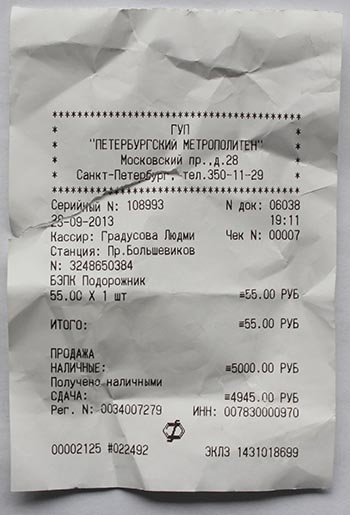 ************************************
* ГУП *
* "ПЕТЕРБУРГСКИЙ МЕТРОПОЛИТЕН" *
* Московский пр.,д.28 *
* Санкт-Петербург, тел.350-11-29 *
************************************
Серийный N: 108993 N док: 06038
23-09-2013 19:11
Кассир: Градусова Людми Чек N: 00007
Станция: Пр.Большевиков
N: 3248650384
БЭПК Подорожник
55.00 X 1 шт =55.00 РУБ
ИТОГО: =55.00 РУБ
ПРОДАЖА
НАЛИЧНЫЕ: =5000.00 РУБ
Получено наличными
СДАЧА: =4945.00 РУБ
Рег. N: 0034007279 ИНН: 007830000970
00002125 #022492 ЭКЛЗ 1431018699